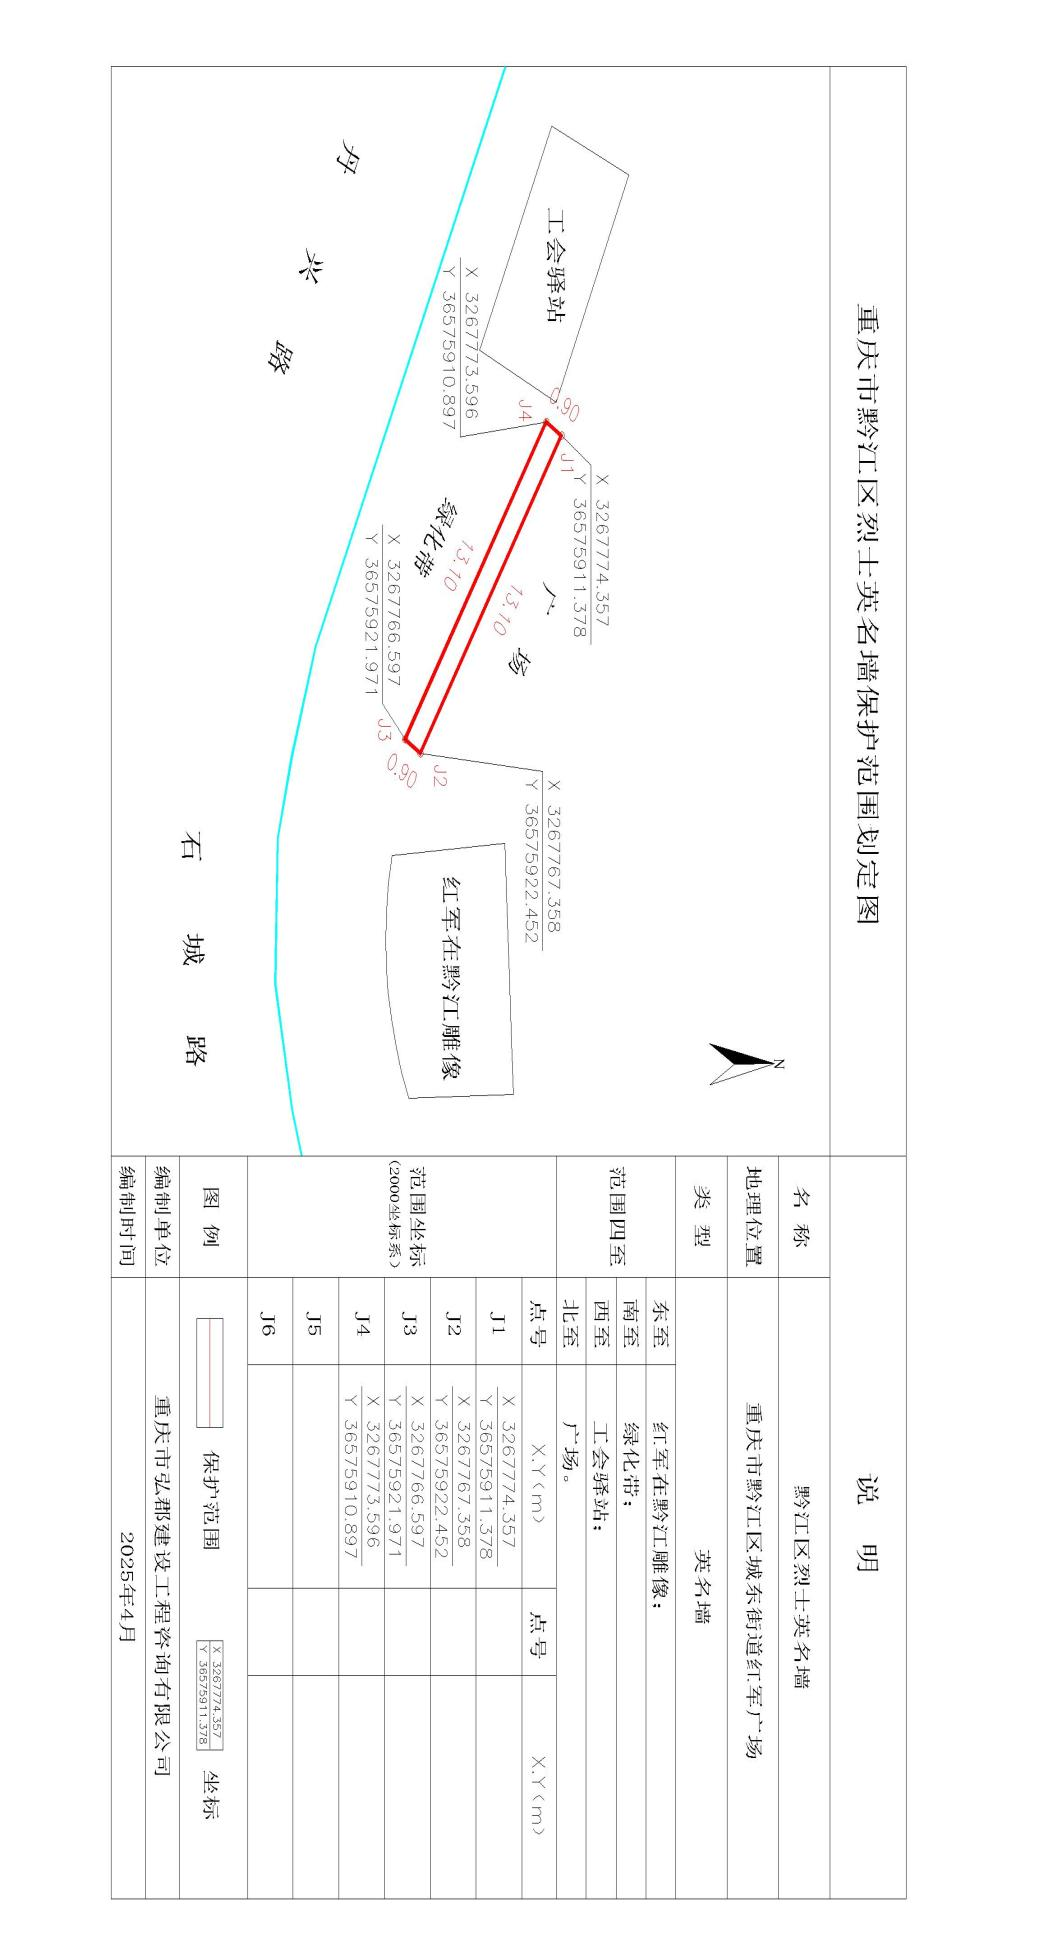 重庆市黔江区烈士英名墙保护范围划定图
N
工会驿站
X 3267773.596
Y 36575910.897
J4
0.90
J1
X 3267774.357
Y 36575911.378
广场
13.10
13.10
绿化带
X 3267766.597
Y 36575921.971
J3
0.90
J2
X 3267767.358
Y 36575922.452
红军在黔江雕像
舟兴路
石城路
说 明
名 称 黔江区烈士英名墙
地理位置 重庆市黔江区城东街道红军广场
类 型 英名墙
范围四至
东至 红军在黔江雕像；
南至 绿化带；
西至 工会驿站；
北至 广场。
范围坐标
(2000坐标系)
点号 X.Y(m) 点号 X.Y(m)
J1 X 3267774.357
Y 36575911.378
J2 X 3267767.358
Y 36575922.452
J3 X 3267766.597
Y 36575921.971
J4 X 3267773.596
Y 36575910.897
J5
J6
图 例 保护范围
X 3267774.357
Y 36575911.378
坐标
编制单位 重庆市弘郡建设工程咨询有限公司
编制时间 2025年4月